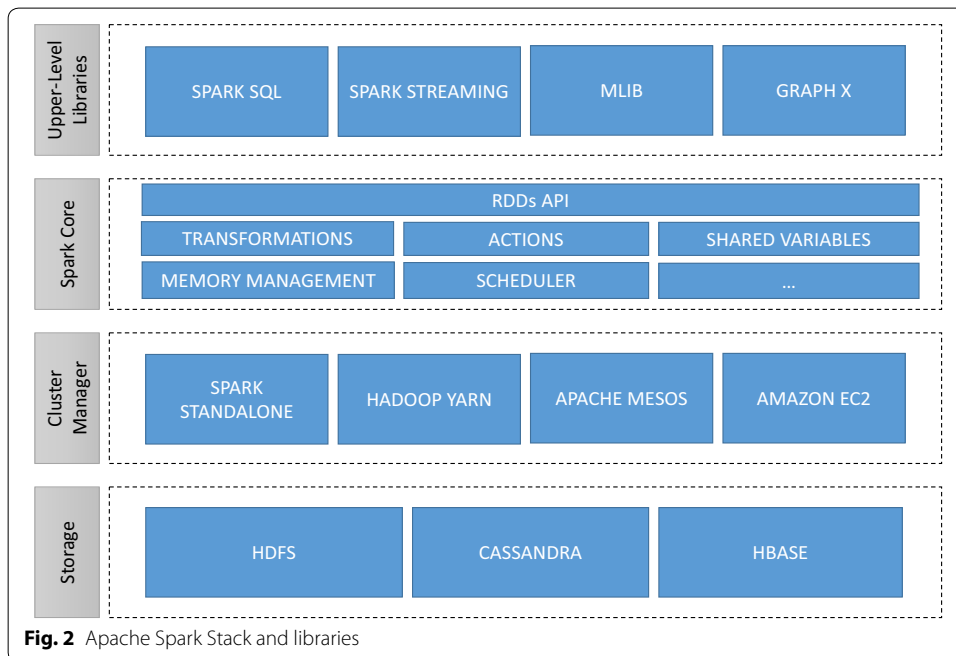 Upper-Level
Libraries
SPARK SQL
SPARK STREAMING
MLIB
GRAPH X
Spark Core
RDDs API
TRANSFORMATIONS
ACTIONS
SHARED VARIABLES
MEMORY MANAGEMENT
SCHEDULER
...
Cluster
Manager
SPARK
STANDALONE
HADOOP YARN
APACHE MESOS
AMAZON EC2
Storage
HDFS
CASSANDRA
HBASE
Fig. 2 Apache Spark Stack and libraries